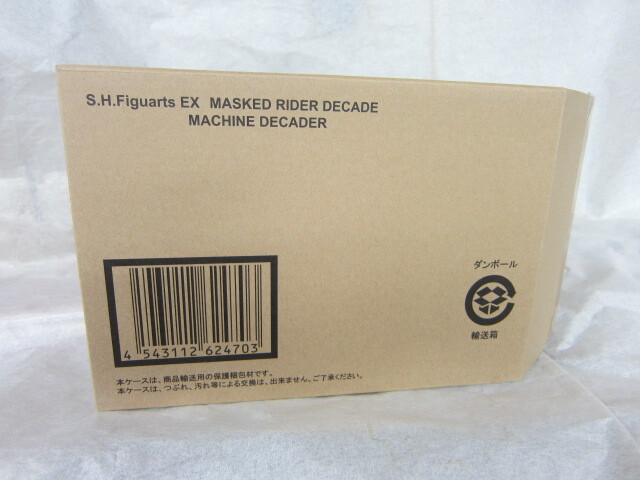 S.H.Figuarts EX MASKED RIDER DECADE
MACHINE DECADER
ダンボール
輸送箱
4 543112 624703
本ケースは、商品輸送用の保護梱包材です。
本ケースは、つぶれ、汚れ等による交換は、出来ません、ご了承ください。